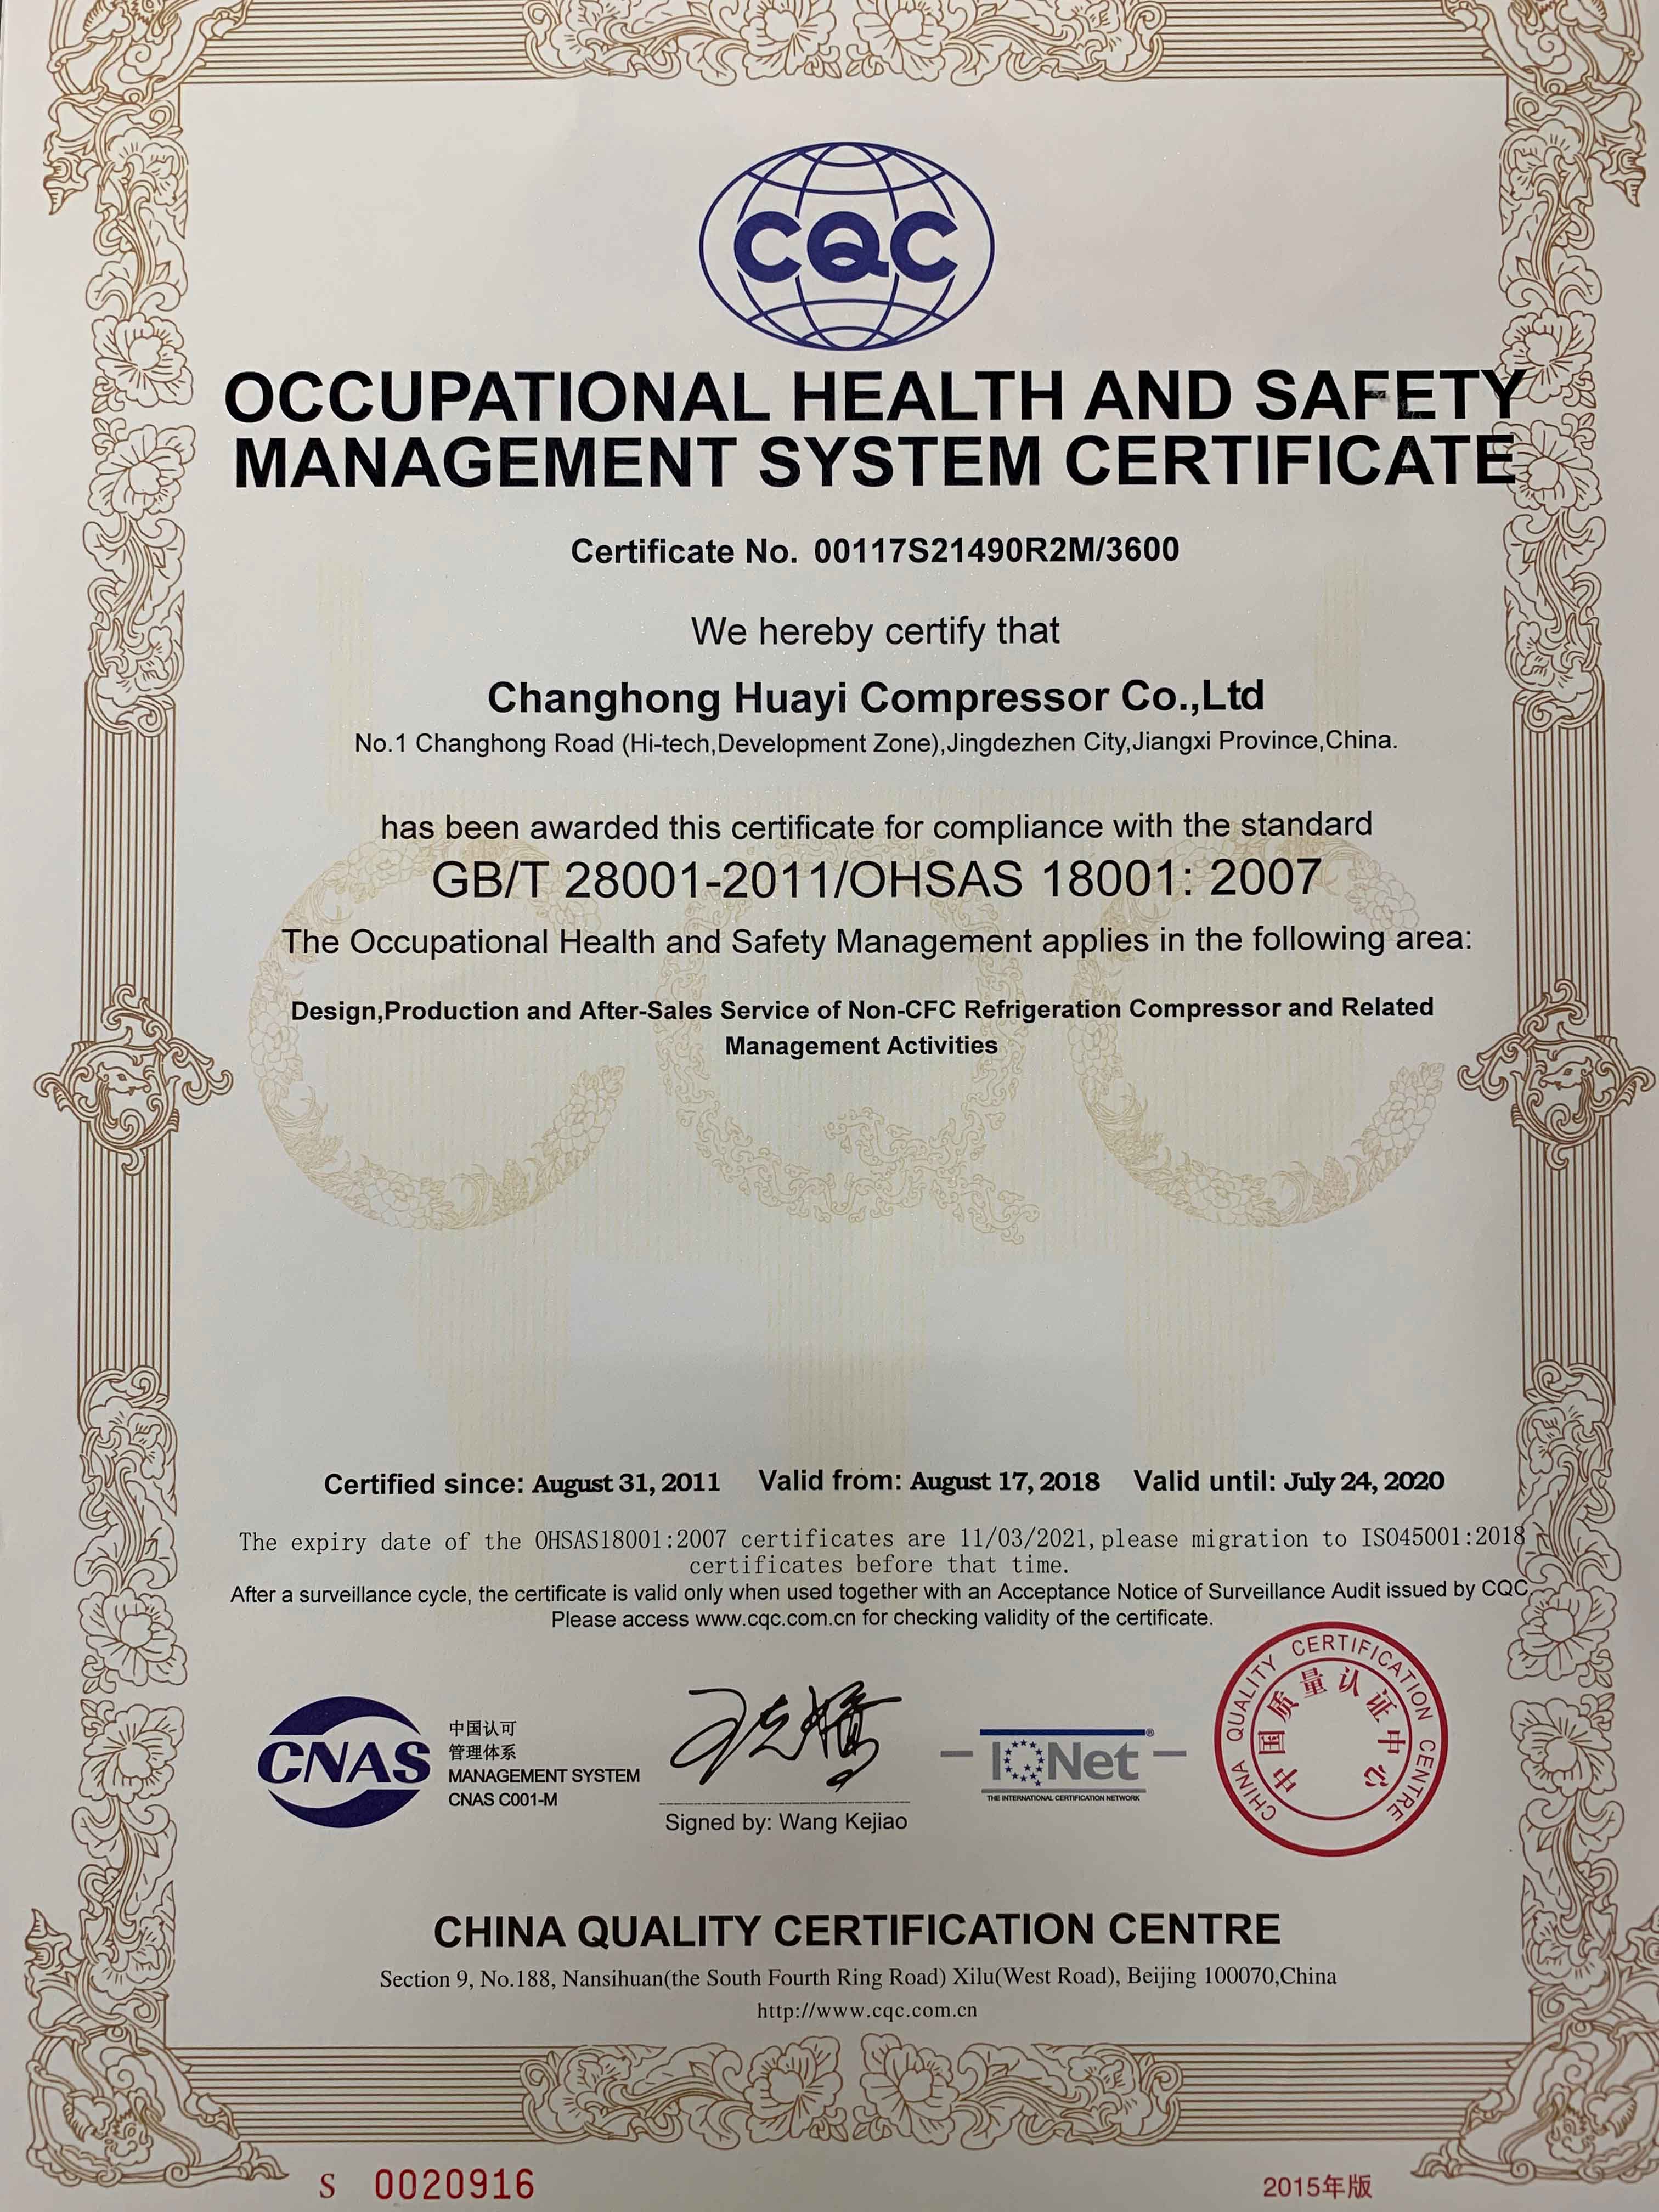 CQC
OCCUPATIONAL HEALTH AND SAFETY
MANAGEMENT SYSTEM CERTIFICATE
Certificate No. 00117S21490R2M/3600
We hereby certify that
Changhong Huayi Compressor Co.,Ltd
No.1 Changhong Road (Hi-tech,Development Zone),Jingdezhen City,Jiangxi Province,China.
has been awarded this certificate for compliance with the standard
GB/T 28001-2011/OHSAS 18001: 2007
The Occupational Health and Safety Management applies in the following area:
Design,Production and After-Sales Service of Non-CFC Refrigeration Compressor and Related
Management Activities
Certified since: August 31, 2011 Valid from: August 17, 2018 Valid until: July 24, 2020
The expiry date of the OHSAS18001:2007 certificates are 11/03/2021,please migration to ISO45001:2018
certificates before that time.
After a surveillance cycle, the certificate is valid only when used together with an Acceptance Notice of Surveillance Audit issued by CQC.
Please access www.cqc.com.cn for checking validity of the certificate.
CNAS
中国认可
管理体系
MANAGEMENT SYSTEM
CNAS C001-M
Signed by: Wang Kejiao
IQNet ®
THE INTERNATIONAL CERTIFICATION NETWORK
CHINA QUALITY CERTIFICATION CENTRE
中国质量认证中心
CHINA QUALITY CERTIFICATION CENTRE
Section 9, No.188, Nansihuan(the South Fourth Ring Road) Xilu(West Road), Beijing 100070,China
http://www.cqc.com.cn
S 0020916
2015年版